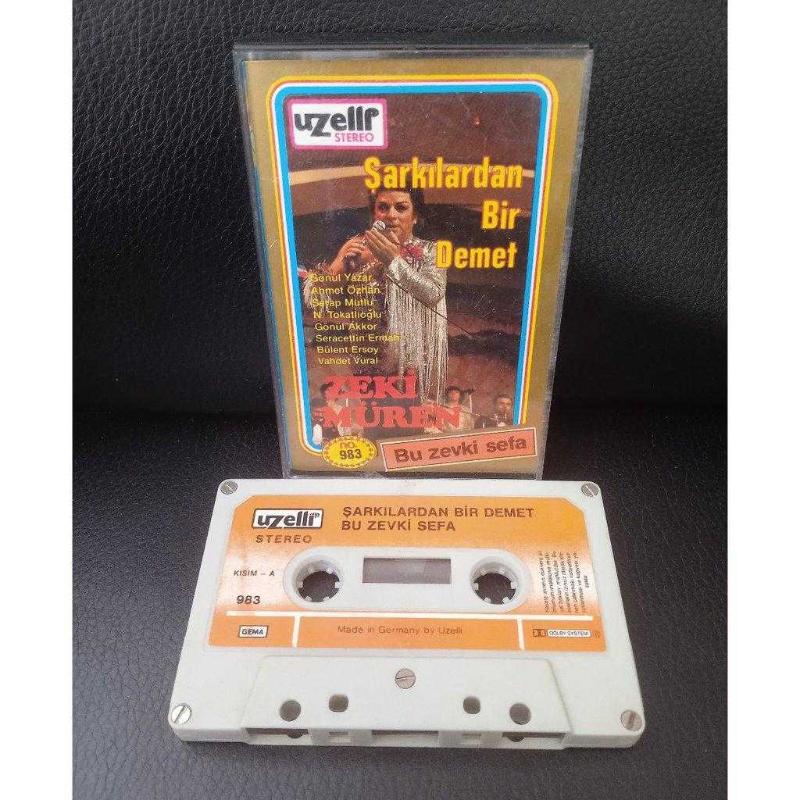 uzelli
STEREO
Şarkılardan
Bir
Demet
Gönül Yazar
Ahmet Özhan
Serap Mutlu
N. Tokatlıoğlu
Gönül Akkor
Seracettin Erman
Bülent Ersoy
Vahdet Vural
ZEKİ
MÜREN
no.
983
Bu zevki sefa
uzelli
STEREO
ŞARKILARDAN BİR DEMET
BU ZEVKİ SEFA
KISIM – A
983
GEMA
Made in Germany by Uzelli
DOLBY SYSTEM